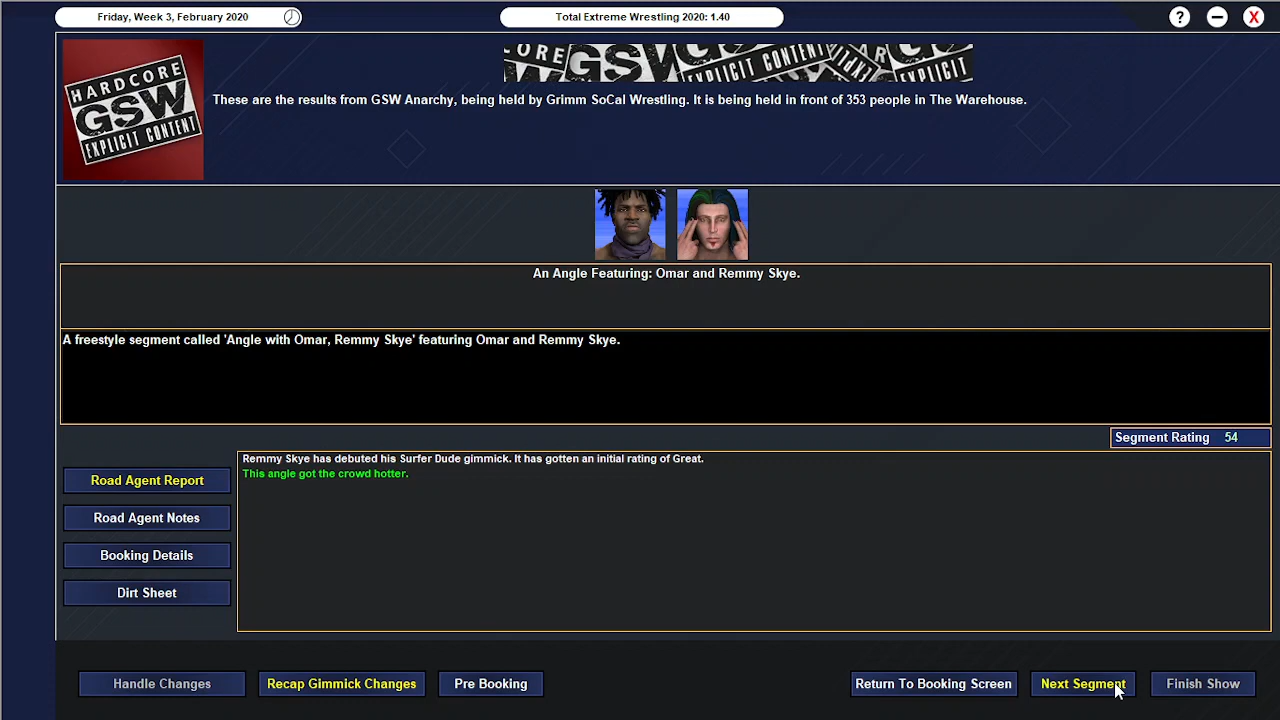 Friday, Week 3, February 2020
Total Extreme Wrestling 2020: 1.40
?
X
HARDCORE
GSW
EXPLICIT CONTENT
ORE GSW EXPLICIT CONTENT EXPLICIT
These are the results from GSW Anarchy, being held by Grimm SoCal Wrestling. It is being held in front of 353 people in The Warehouse.
An Angle Featuring: Omar and Remmy Skye.
A freestyle segment called 'Angle with Omar, Remmy Skye' featuring Omar and Remmy Skye.
Segment Rating 54
Remmy Skye has debuted his Surfer Dude gimmick. It has gotten an initial rating of Great.
This angle got the crowd hotter.
Road Agent Report
Road Agent Notes
Booking Details
Dirt Sheet
Handle Changes
Recap Gimmick Changes
Pre Booking
Return To Booking Screen
Next Segment
Finish Show